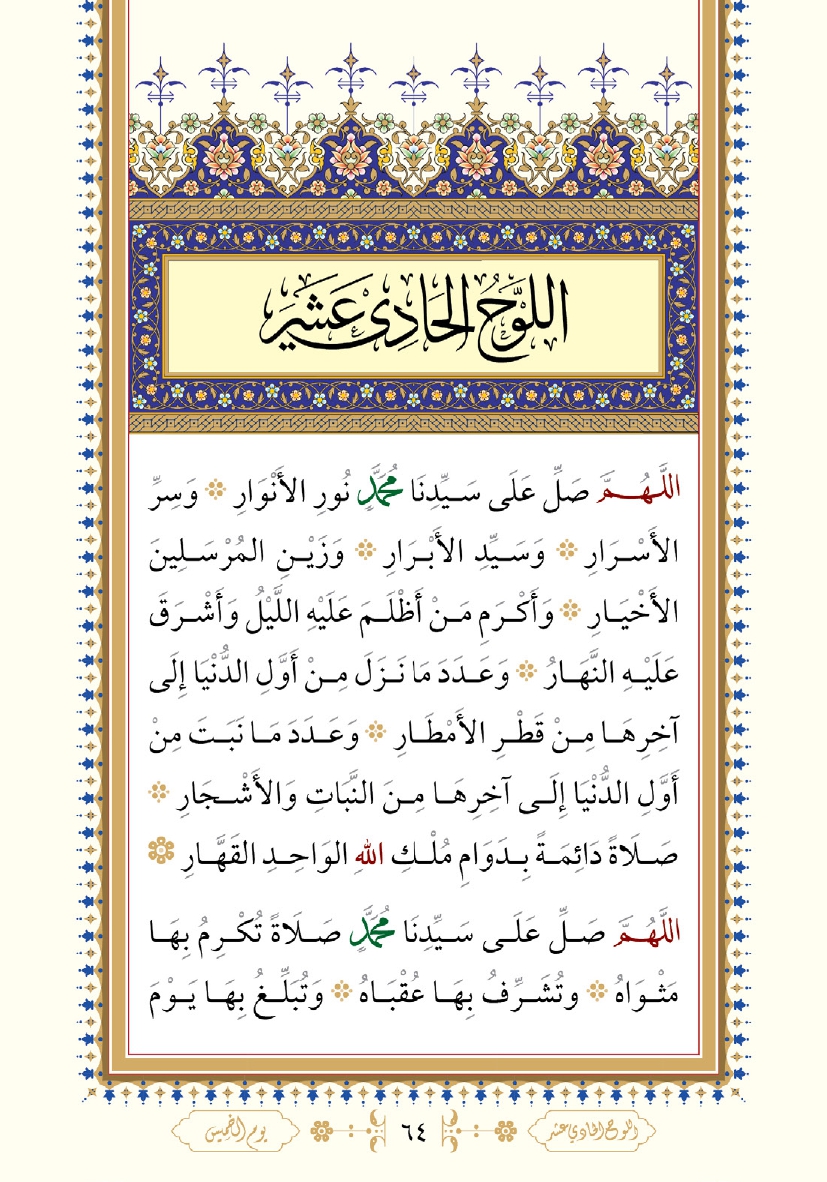 اللَّوْحُ الْحَادِي عَشَرَ
اللَّهُمَّ صَلِّ عَلَى سَيِّدِنَا مُحَمَّدٍ نُورِ الأَنْوَارِ ۞ وَسِرِّ
الأَسْرَارِ ۞ وَسَيِّدِ الأَبْرَارِ ۞ وَزَيْنِ المُرْسَلِينَ
الأَخْيَارِ ۞ وَأَكْرَمِ مَنْ أَظْلَمَ عَلَيْهِ اللَّيْلُ وَأَشْرَقَ
عَلَيْهِ النَّهَارُ ۞ وَعَدَدَ مَا نَزَلَ مِنْ أَوَّلِ الدُّنْيَا إِلَى
آخِرِهَا مِنْ قَطْرِ الأَمْطَارِ ۞ وَعَدَدَ مَا نَبَتَ مِنْ
أَوَّلِ الدُّنْيَا إِلَى آخِرِهَا مِنَ النَّبَاتِ وَالأَشْجَارِ ۞
صَلَاةً دَائِمَةً بِدَوَامِ مُلْكِ اللهِ الوَاحِدِ القَهَّارِ ۞
اللَّهُمَّ صَلِّ عَلَى سَيِّدِنَا مُحَمَّدٍ صَلَاةً تُكْرِمُ بِهَا
مَثْوَاهُ ۞ وتُشَرِّفُ بِهَا عُقْبَاهُ ۞ وَتُبَلِّغُ بِهَا يَوْمَ
اللوح الحادي عشر ٦٤ يوم الخميس